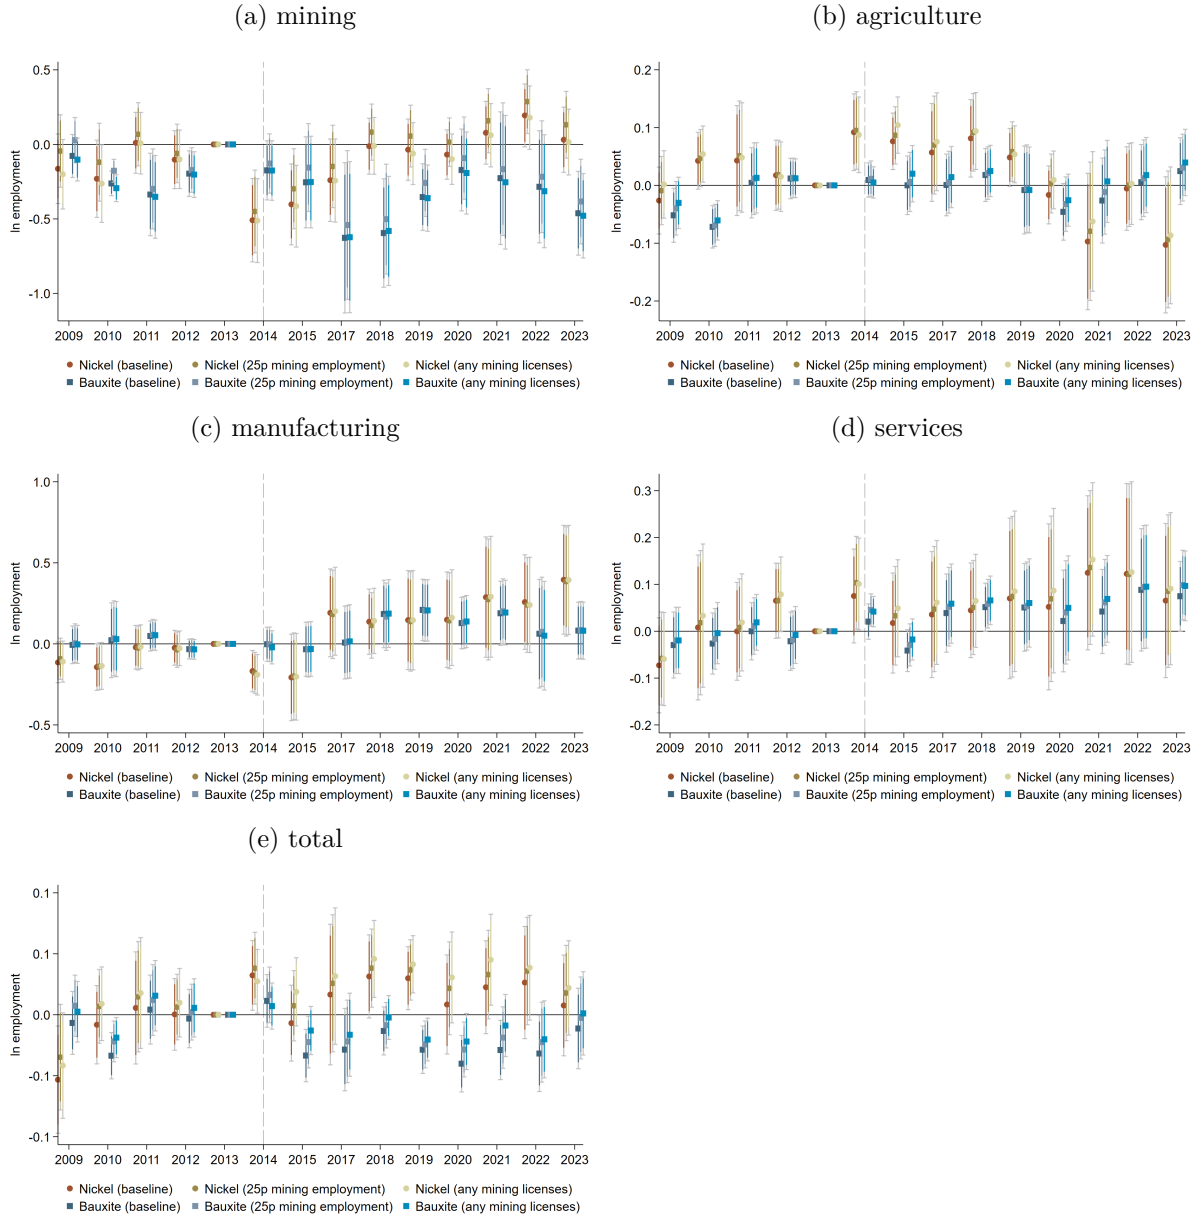 (a) mining
ln employment
0.5
0.0
-0.5
-1.0
2009 2010 2011 2012 2013 2014 2015 2017 2018 2019 2020 2021 2022 2023
Nickel (baseline) Nickel (25p mining employment) Nickel (any mining licenses)
Bauxite (baseline) Bauxite (25p mining employment) Bauxite (any mining licenses)
(b) agriculture
ln employment
0.2
0.1
0.0
-0.1
-0.2
2009 2010 2011 2012 2013 2014 2015 2017 2018 2019 2020 2021 2022 2023
Nickel (baseline) Nickel (25p mining employment) Nickel (any mining licenses)
Bauxite (baseline) Bauxite (25p mining employment) Bauxite (any mining licenses)
(c) manufacturing
ln employment
1.0
0.5
0.0
-0.5
2009 2010 2011 2012 2013 2014 2015 2017 2018 2019 2020 2021 2022 2023
Nickel (baseline) Nickel (25p mining employment) Nickel (any mining licenses)
Bauxite (baseline) Bauxite (25p mining employment) Bauxite (any mining licenses)
(d) services
ln employment
0.3
0.2
0.1
0.0
-0.1
-0.2
2009 2010 2011 2012 2013 2014 2015 2017 2018 2019 2020 2021 2022 2023
Nickel (baseline) Nickel (25p mining employment) Nickel (any mining licenses)
Bauxite (baseline) Bauxite (25p mining employment) Bauxite (any mining licenses)
(e) total
ln employment
0.1
0.1
0.0
-0.1
-0.1
2009 2010 2011 2012 2013 2014 2015 2017 2018 2019 2020 2021 2022 2023
Nickel (baseline) Nickel (25p mining employment) Nickel (any mining licenses)
Bauxite (baseline) Bauxite (25p mining employment) Bauxite (any mining licenses)